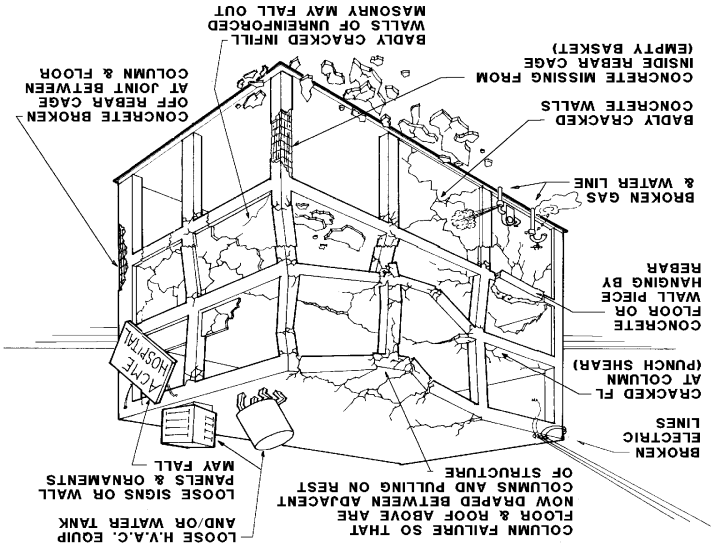 COLUMN FAILURE SO THAT
FLOOR & ROOF ABOVE ARE
NOW DRAPED BETWEEN ADJACENT
COLUMNS AND PULLING ON REST
OF STRUCTURE
LOOSE H.V.A.C. EQUIP
AND/OR WATER TANK
LOOSE SIGNS OR WALL
PANELS & ORNAMENTS
MAY FALL
BROKEN
ELECTRIC
LINES
CRACKED FL
AT COLUMN
(PUNCH SHEAR)
ACME
HOSPITAL
CONCRETE
FLOOR OR
WALL PIECE
HANGING BY
REBAR
BROKEN GAS
& WATER LINE
BADLY CRACKED
CONCRETE WALLS
CONCRETE MISSING FROM
INSIDE REBAR CAGE
(EMPTY BASKET)
BADLY CRACKED INFILL
WALLS OF UNREINFORCED
MASONRY MAY FALL OUT
CONCRETE BROKEN
OFF REBAR CAGE
AT JOINT BETWEEN
COLUMN & FLOOR